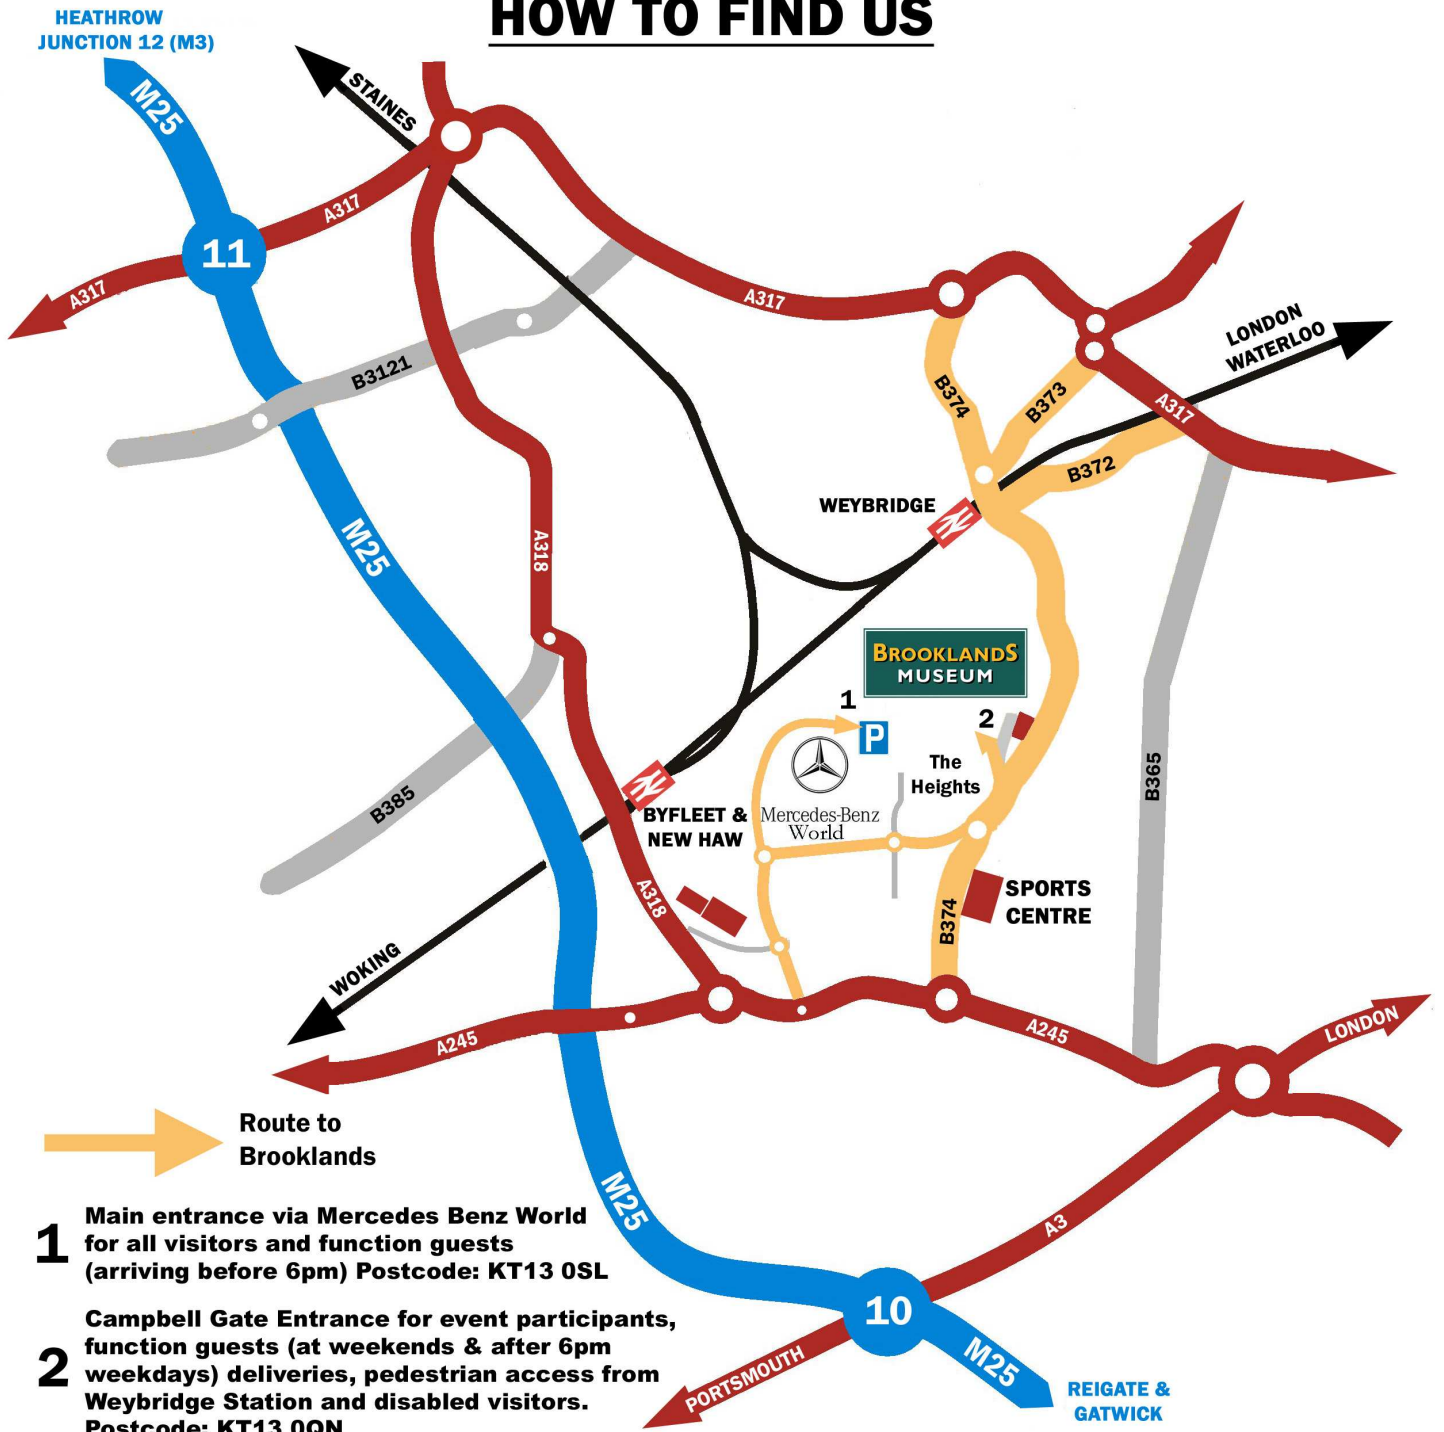 HOW TO FIND US
HEATHROW
JUNCTION 12 (M3)
M25
STAINES
A317
11
A317
A317
B3121
B374
B373
LONDON
WATERLOO
A317
B372
WEYBRIDGE
M25
A318
BROOKLANDS
MUSEUM
1
P
2
The
Heights
B365
B385
BYFLEET &
NEW HAW
Mercedes-Benz
World
A318
SPORTS
CENTRE
B374
WOKING
A245
A245
LONDON
Route to
Brooklands
M25
A3
1
Main entrance via Mercedes Benz World
for all visitors and function guests
(arriving before 6pm) Postcode: KT13 0SL
10
2
Campbell Gate Entrance for event participants,
function guests (at weekends & after 6pm
weekdays) deliveries, pedestrian access from
Weybridge Station and disabled visitors.
Postcode: KT13 0QN
PORTSMOUTH
M25
REIGATE &
GATWICK